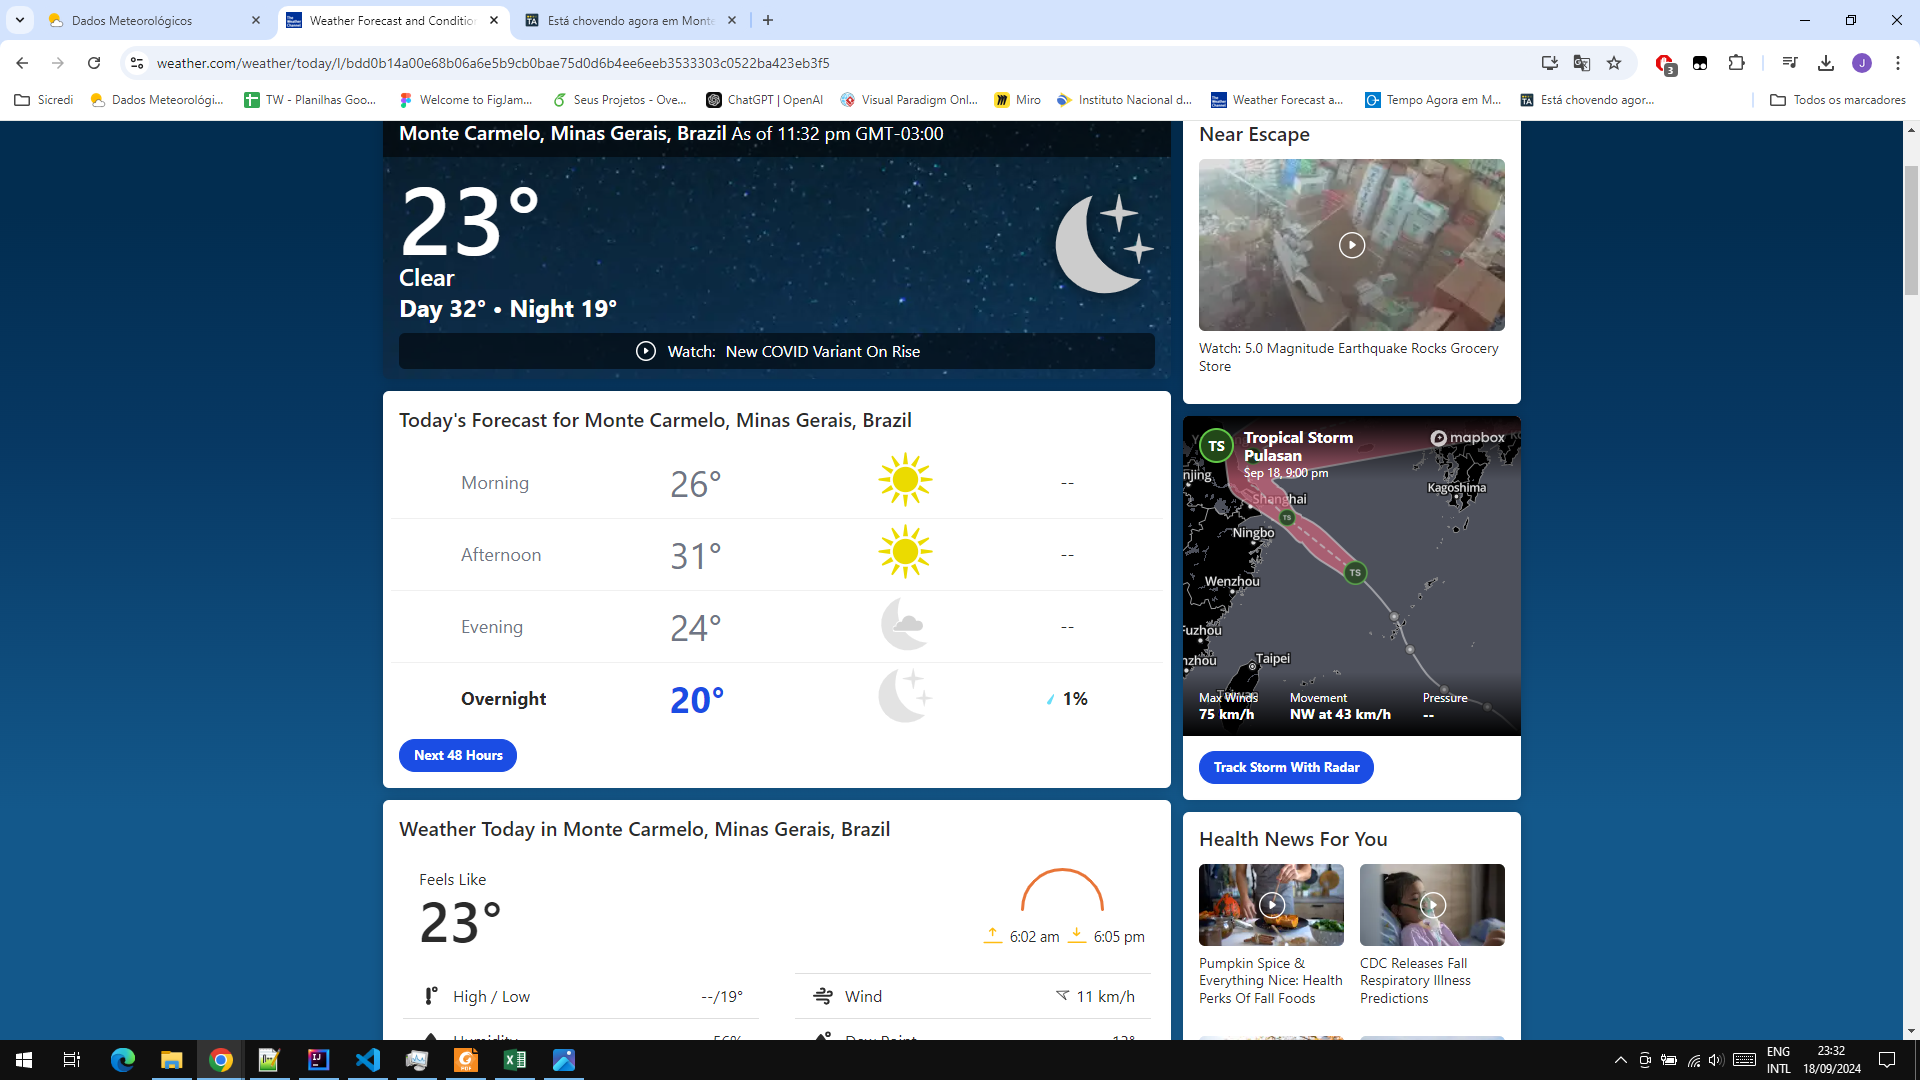 Dados Meteorológicos
Weather Forecast and Condition
Está chovendo agora em Monte
weather.com/weather/today/l/bdd0b14a00e68b06a6e5b9cb0bae75d0d6b4ee6eeb3533303c0522ba423eb3f5
3
J
Sicredi
Dados Meteorológi...
TW - Planilhas Goo...
Welcome to FigJam...
Seus Projetos - Ove...
ChatGPT | OpenAI
Visual Paradigm Onl...
Miro
Instituto Nacional d...
Weather Forecast a...
Tempo Agora em M...
Está chovendo agor...
Todos os marcadores
Monte Carmelo, Minas Gerais, Brazil As of 11:32 pm GMT-03:00
23°
Clear
Day 32° • Night 19°
Watch: New COVID Variant On Rise
Today's Forecast for Monte Carmelo, Minas Gerais, Brazil
Morning 26° --
Afternoon 31° --
Evening 24° --
Overnight 20° 1%
Next 48 Hours
Weather Today in Monte Carmelo, Minas Gerais, Brazil
Feels Like
23°
6:02 am 6:05 pm
High / Low --/19°
Wind 11 km/h
Humidity 56%
Dew Point 13°
Near Escape
Watch: 5.0 Magnitude Earthquake Rocks Grocery
Store
TS
Tropical Storm
Pulasan
Sep 18, 9:00 pm
mapbox
njing
Shanghai
Kagoshima
TS
Ningbo
TS
Wenzhou
Fuzhou
nzhou
Taipei
Max Winds Movement Pressure
75 km/h NW at 43 km/h --
Track Storm With Radar
Health News For You
Pumpkin Spice &
Everything Nice: Health
Perks Of Fall Foods
CDC Releases Fall
Respiratory Illness
Predictions
ENG
INTL
23:32
18/09/2024